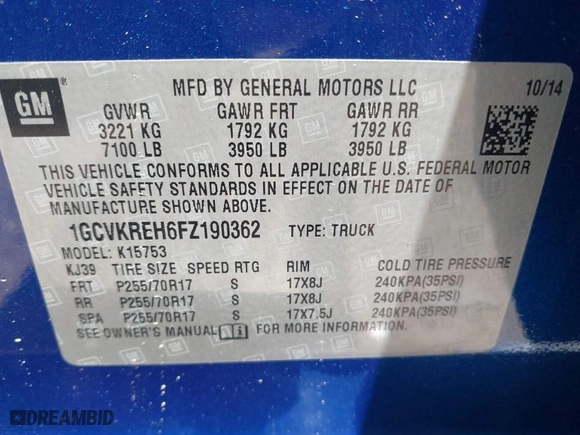 GM
MFD BY GENERAL MOTORS LLC 10/14
GVWR GAWR FRT GAWR RR
3221 KG 1792 KG 1792 KG
7100 LB 3950 LB 3950 LB
THIS VEHICLE CONFORMS TO ALL APPLICABLE U.S. FEDERAL MOTOR
VEHICLE SAFETY STANDARDS IN EFFECT ON THE DATE OF
MANUFACTURE SHOWN ABOVE.
1GCVKREH6FZ190362 TYPE: TRUCK
MODEL: K15753
KJ39 TIRE SIZE SPEED RTG RIM COLD TIRE PRESSURE
FRT P255/70R17 S 17X8J 240KPA(35PSI)
RR P255/70R17 S 17X8J 240KPA(35PSI)
SPA P255/70R17 S 17X7.5J 240KPA(35PSI)
SEE OWNER'S MANUAL FOR MORE INFORMATION.
DREAMBID